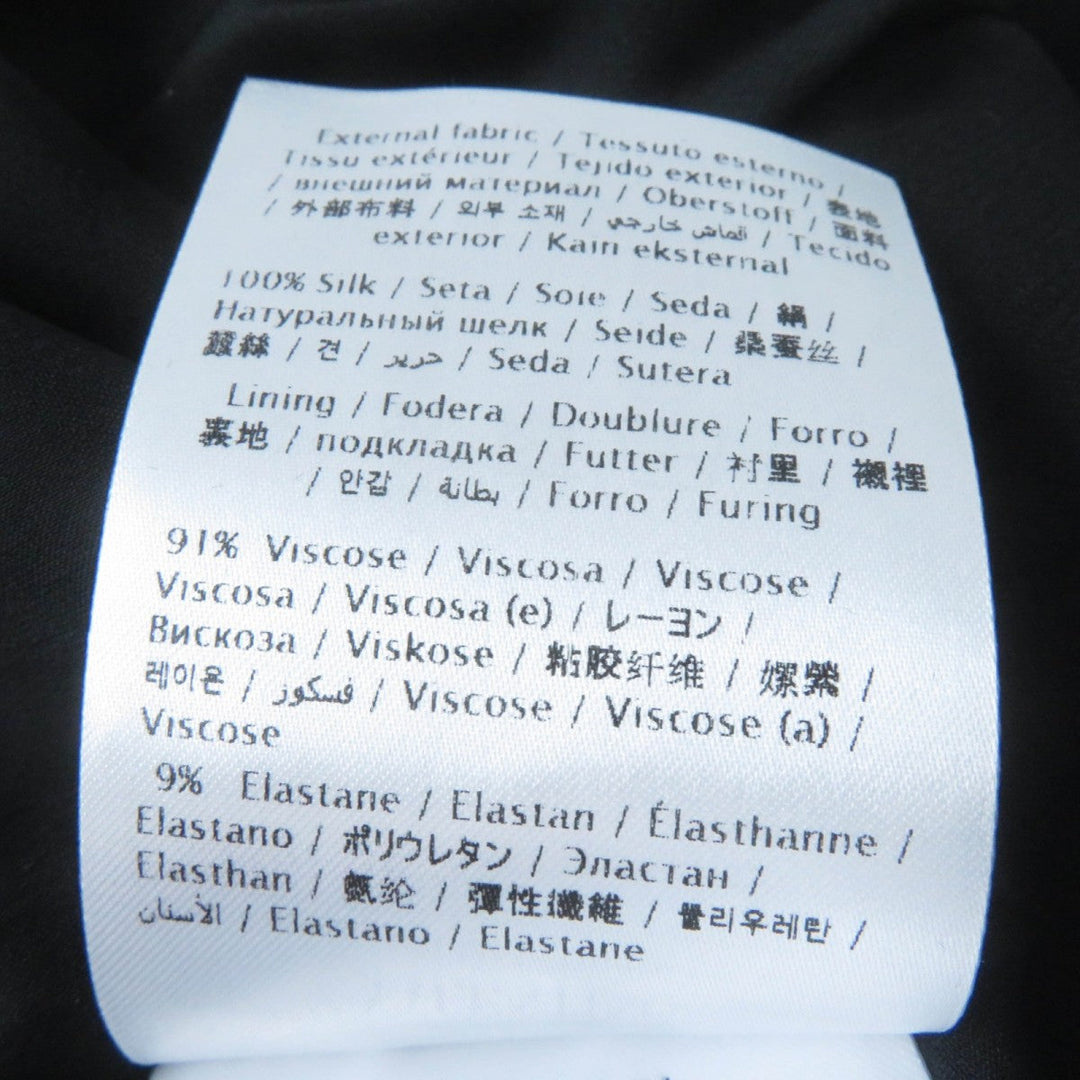 External fabric / Tessuto esterno /
Tissu extérieur / Tejido exterior / 表地
/ внешний материал / Oberstoff / 面料
/ 外部布料 / 외부 소재 / قماش خارجي / Tecido
exterior / Kain eksternal
100% Silk / Seta / Soie / Seda / 絹 /
Натуральный шелк / Seide / 桑蚕丝 /
蠶絲 / 견 / حرير / Seda / Sutera
Lining / Fodera / Doublure / Forro /
裏地 / подкладка / Futter / 衬里 / 襯裡
/ 안감 / بطانة / Forro / Furing
91% Viscose / Viscosa / Viscose /
Viscosa / Viscosa (e) / レーヨン /
Вискоза / Viskose / 粘胶纤维 / 嫘縈 /
레이온 / فسكوز / Viscose / Viscose (a) /
Viscose
9% Elastane / Elastan / Élasthanne /
Elastano / ポリウレタン / Эластан /
Elasthan / 氨纶 / 彈性纖維 / 폴리우레탄 /
الأستان / Elastano / Elastane